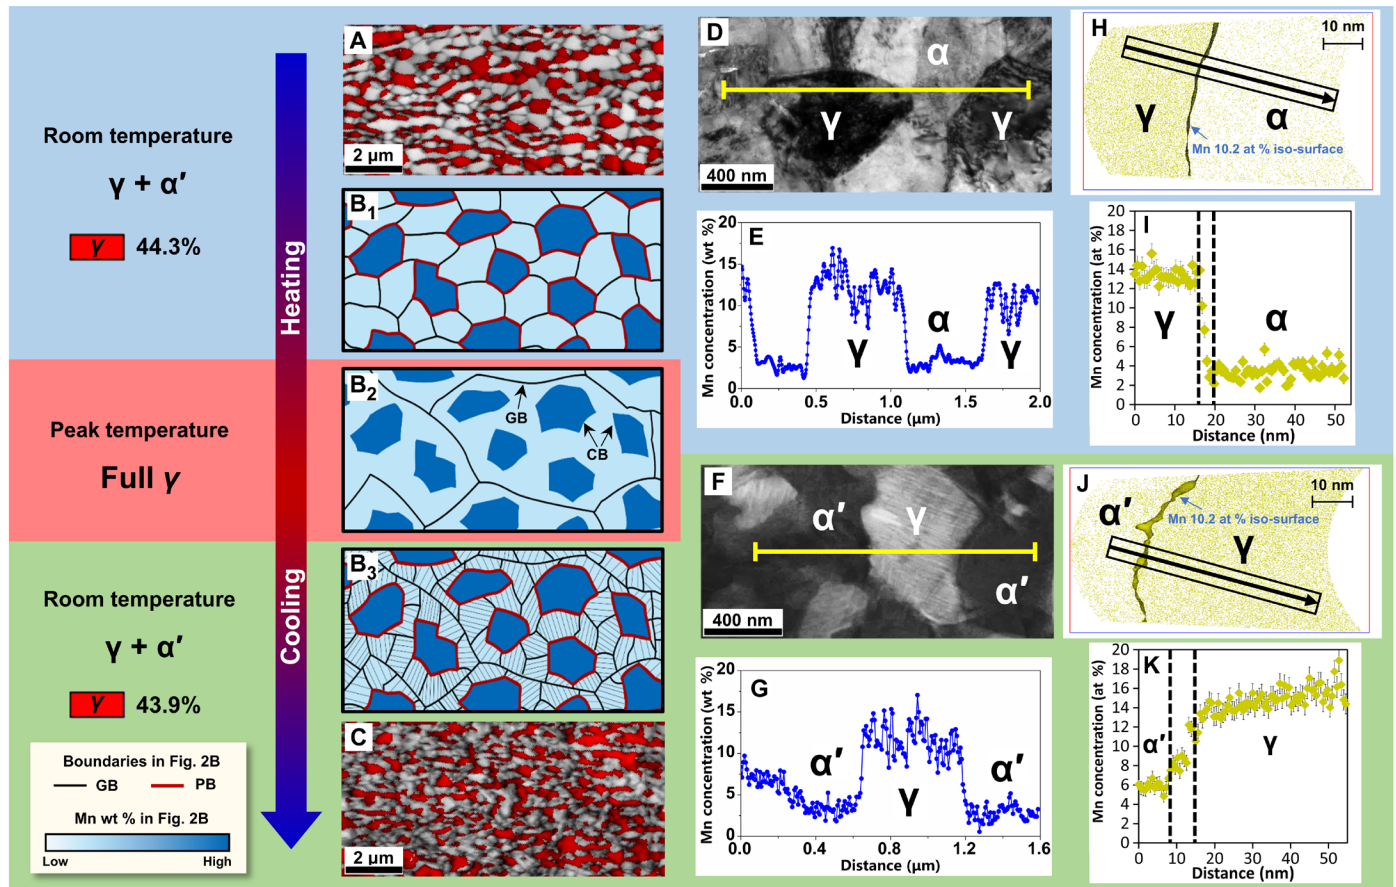 Room temperature
γ + α′
γ 44.3%
Peak temperature
Full γ
Room temperature
γ + α′
γ 43.9%
Boundaries in Fig. 2B
GB PB
Mn wt % in Fig. 2B
Low High
Heating
Cooling
A
2 μm
B1
B2
GB
CB
B3
C
2 μm
D
α
γ
γ
400 nm
E
Mn concentration (wt %)
20
15
10
5
0
γ
α
γ
0.0 0.5 1.0 1.5 2.0
Distance (μm)
F
α′
γ
α′
400 nm
G
Mn concentration (wt %)
20
15
10
5
0
α′
γ
α′
0.0 0.4 0.8 1.2 1.6
Distance (μm)
H
10 nm
γ
α
Mn 10.2 at % iso-surface
I
Mn concentration (at %)
20
18
16
14
12
10
8
6
4
2
0
γ
α
0 10 20 30 40 50
Distance (nm)
J
10 nm
α′
Mn 10.2 at % iso-surface
γ
K
Mn concentration (at %)
20
18
16
14
12
10
8
6
4
2
0
α′
γ
0 10 20 30 40 50
Distance (nm)